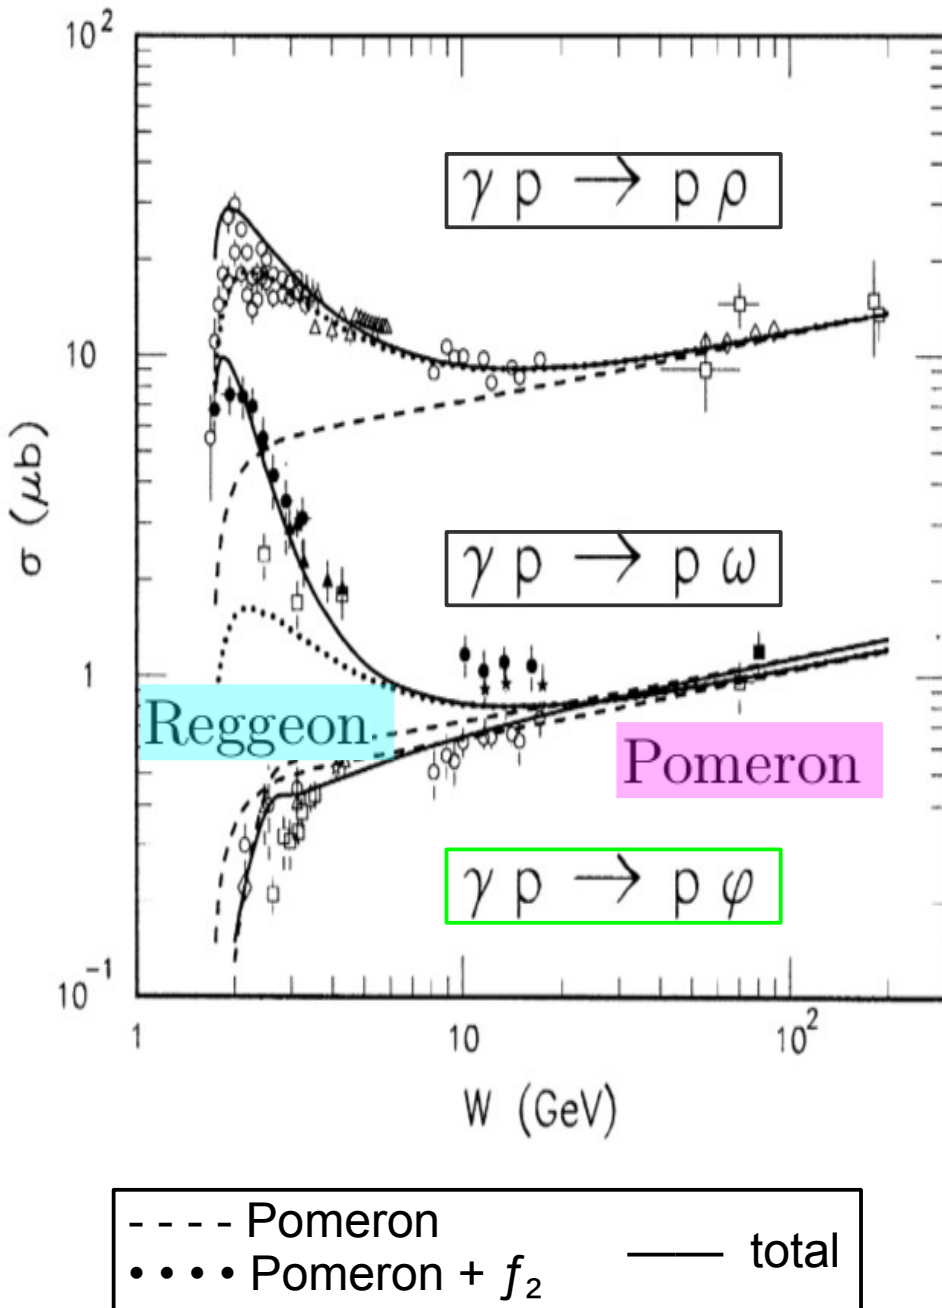 10²
γ p → p ρ
10
σ (μb)
γ p → p ω
1
Reggeon
Pomeron
γ p → p φ
10⁻¹
1 10 10²
W (GeV)
- - - - Pomeron
• • • • Pomeron + f₂ —— total